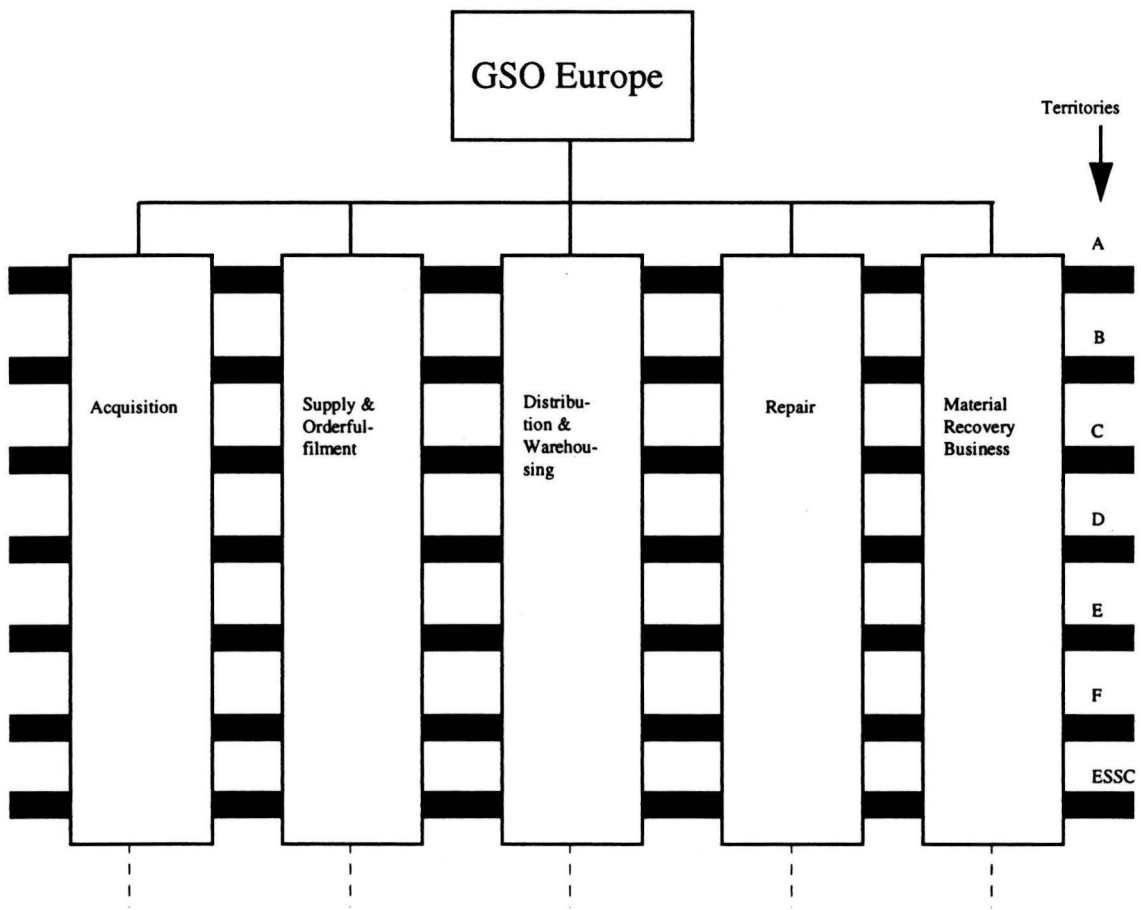 GSO Europe
Territories
A
B
Acquisition
Supply &
Orderful-
filment
Distribu-
tion &
Warehou-
sing
Repair
Material
Recovery
Business
C
D
E
F
ESSC